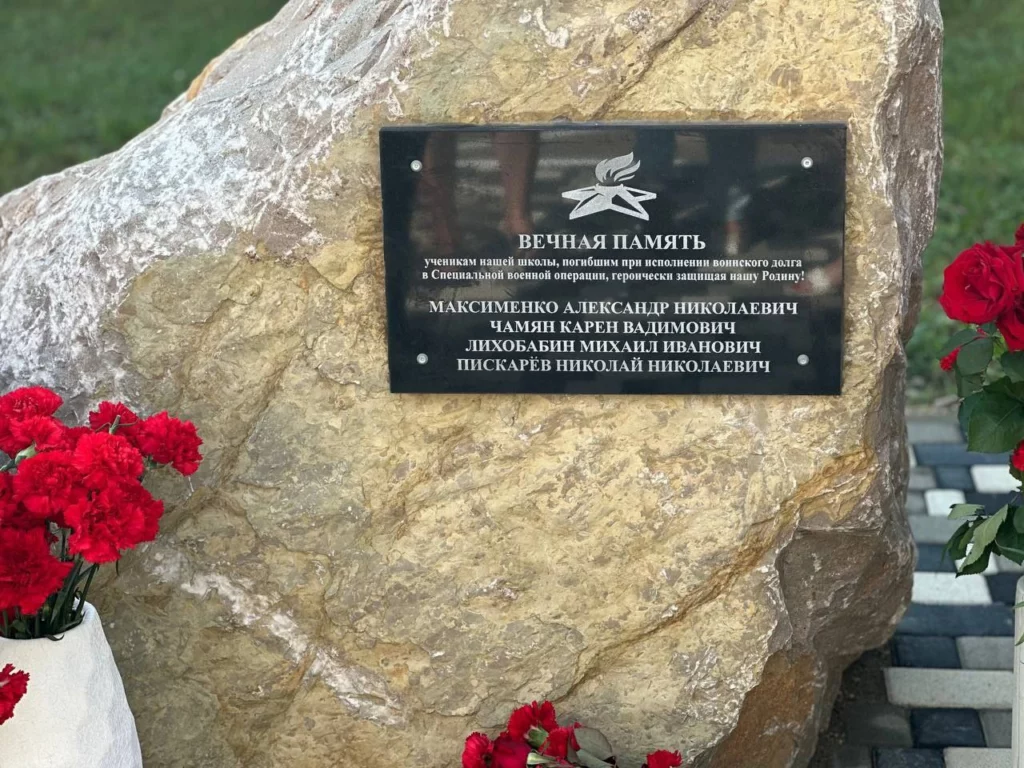 ВЕЧНАЯ ПАМЯТЬ
ученикам нашей школы, погибшим при исполнении воинского долга
в Специальной военной операции, героически защищая нашу Родину!
МАКСИМЕНКО АЛЕКСАНДР НИКОЛАЕВИЧ
ЧАМЯН КАРЕН ВАДИМОВИЧ
ЛИХОБАБИН МИХАИЛ ИВАНОВИЧ
ПИСКАРЁВ НИКОЛАЙ НИКОЛАЕВИЧ